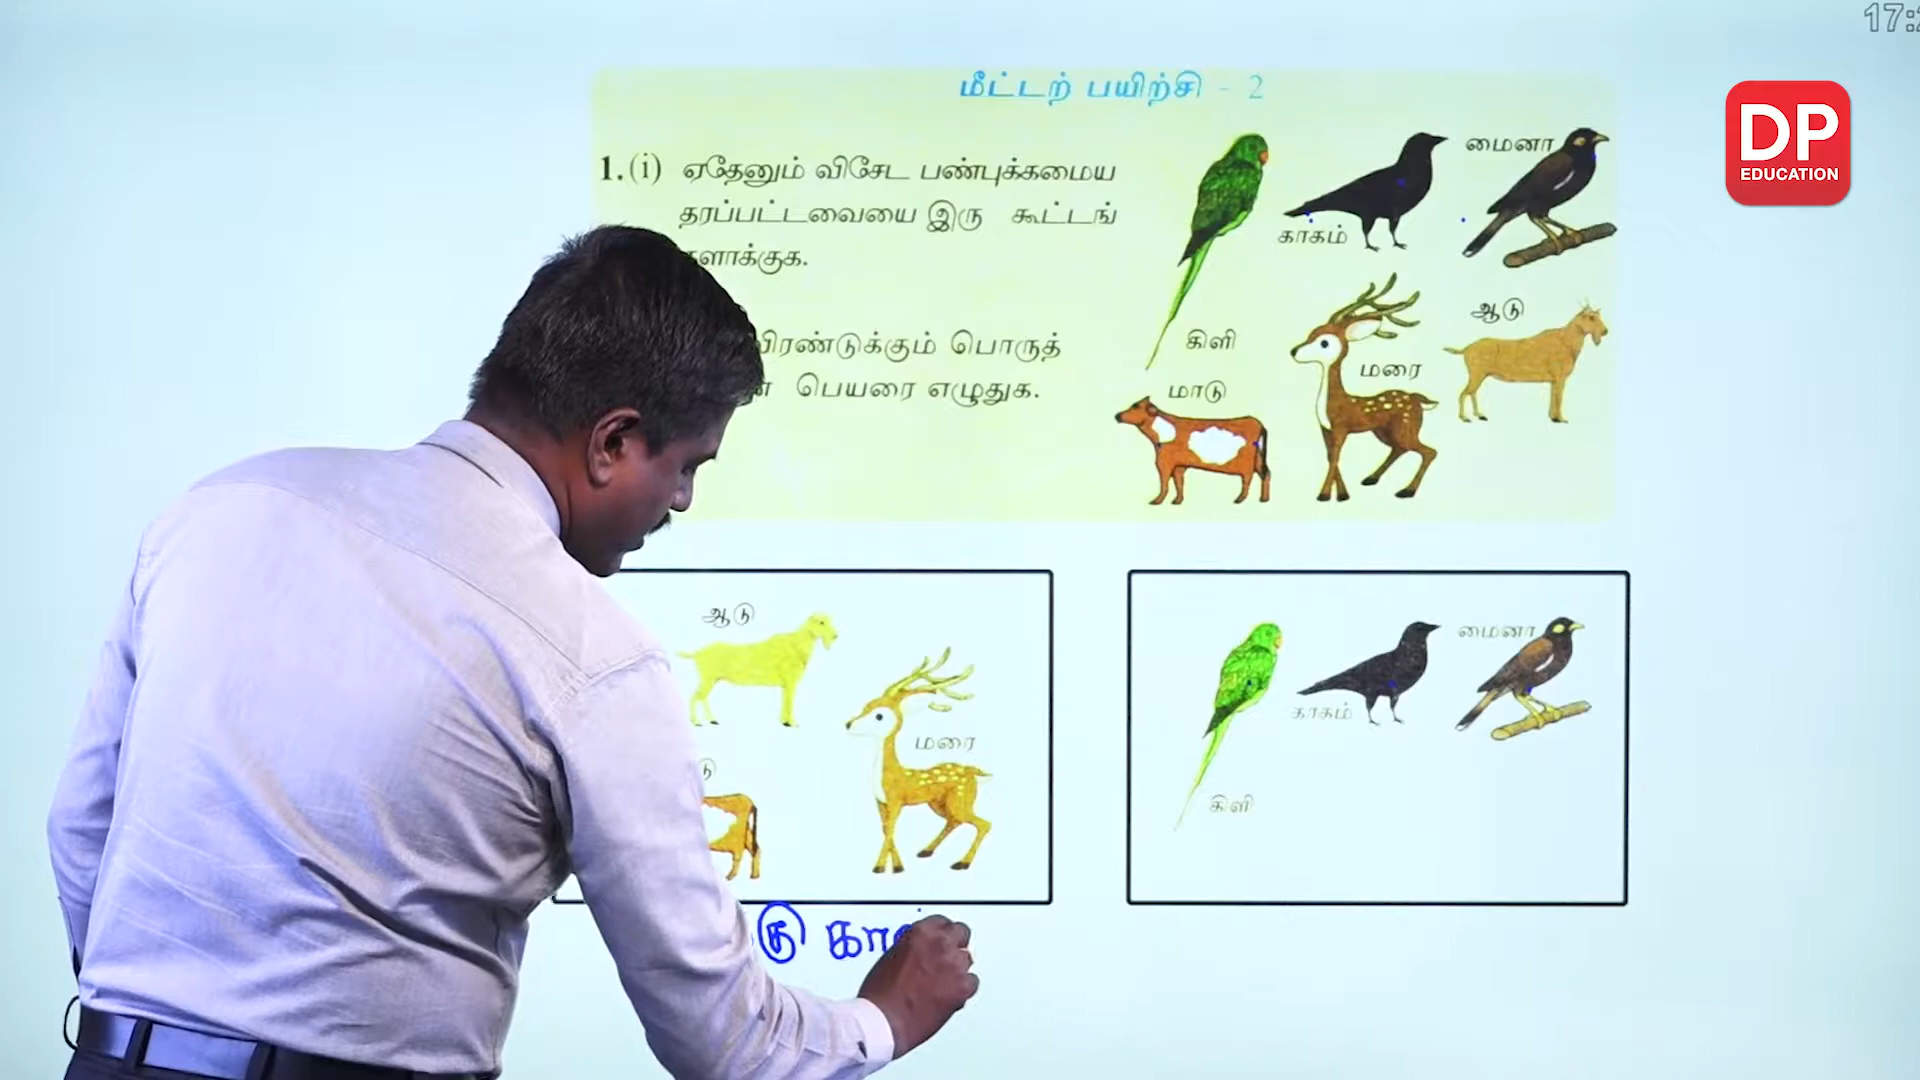 17:
மீட்டற் பயிற்சி - 2
DP
EDUCATION
1. (i) ஏதேனும் விசேட பண்புக்கமைய
தரப்பட்டவையை இரு கூட்டங்
களாக்குக.
பெயரை எழுதுக.
பொருத்
மைனா
காகம்
கிளி
ஆடு
மரை
மாடு
ஆடு
மரை
மைனா
காகம்
கிளி